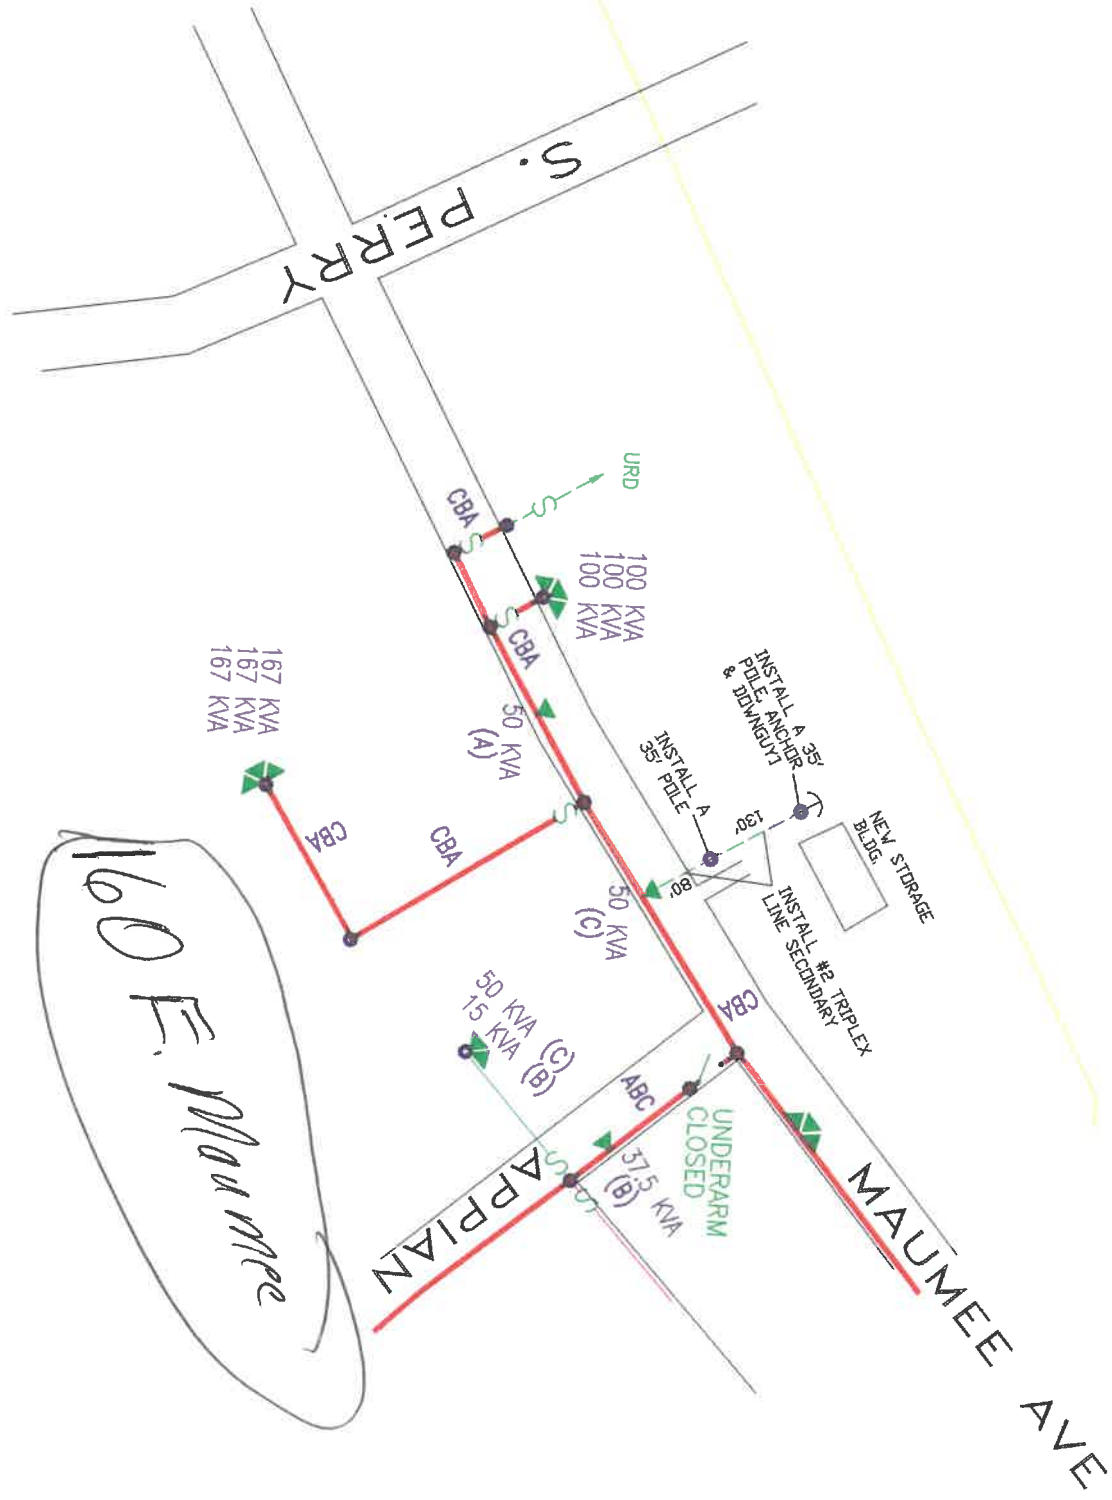 S. PERRY
URD
CBA
100 KVA
100 KVA
100 KVA
CBA
50 KVA
(A)
167 KVA
167 KVA
167 KVA
CBA
CBA
INSTALL A 35'
POLE, ANCHOR
& DOWNGUY]
INSTALL A
35' POLE
130'
80'
NEW STORAGE
BLDG.
INSTALL #2 TRIPLEX
LINE SECONDARY
50 KVA
(C)
CBA
50 KVA (C)
15 KVA (B)
ABC
UNDERARM
CLOSED
37.5 KVA
(B)
APPIAN
MAUMEE AVE
160 E. Maumee
S
S
S
S
S
S